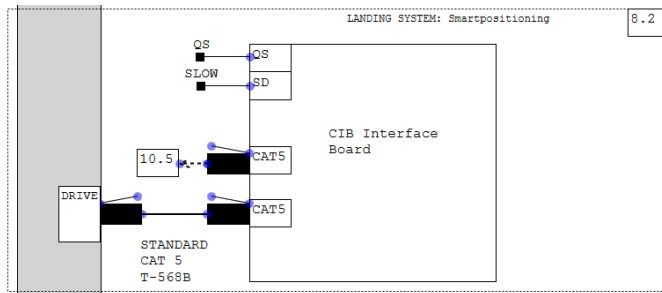 LANDING SYSTEM: Smartpositioning
8.2
QS
QS
SLOW
SD
CIB Interface
Board
10.5
CAT5
DRIVE
CAT5
STANDARD
CAT 5
T-568B